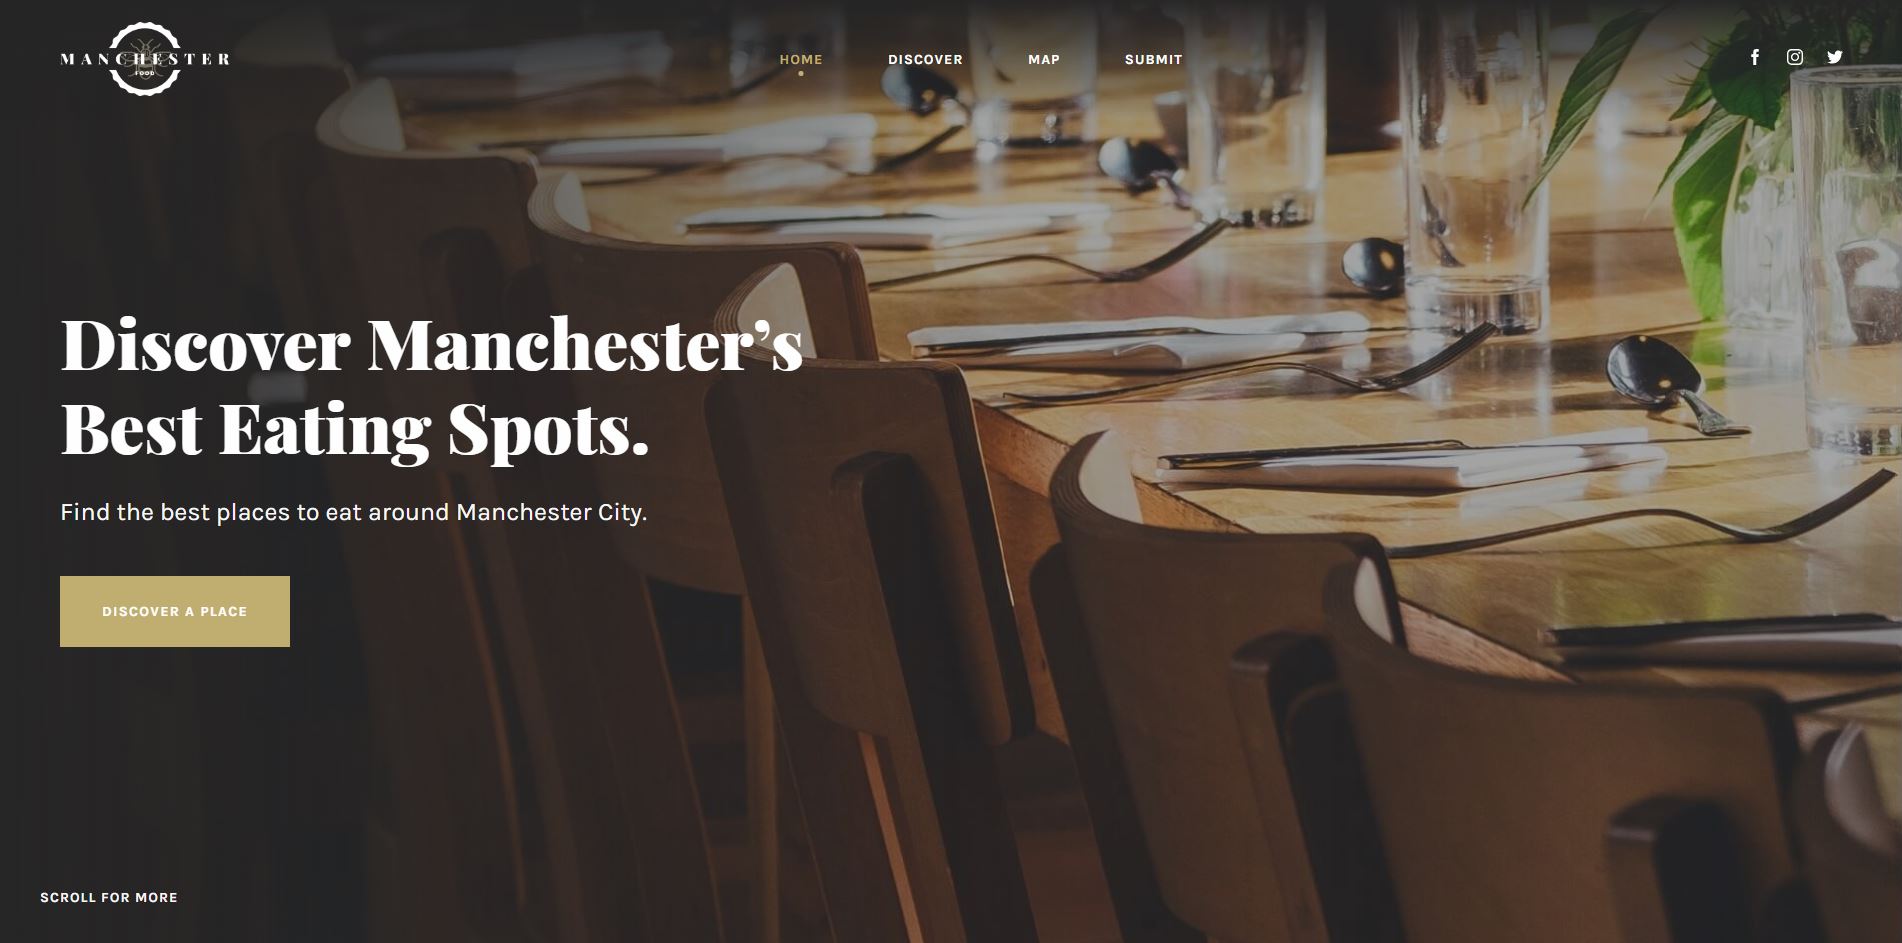 MANCHESTER
FOOD
HOME
DISCOVER
MAP
SUBMIT
Discover Manchester’s
Best Eating Spots.
Find the best places to eat around Manchester City.
DISCOVER A PLACE
SCROLL FOR MORE